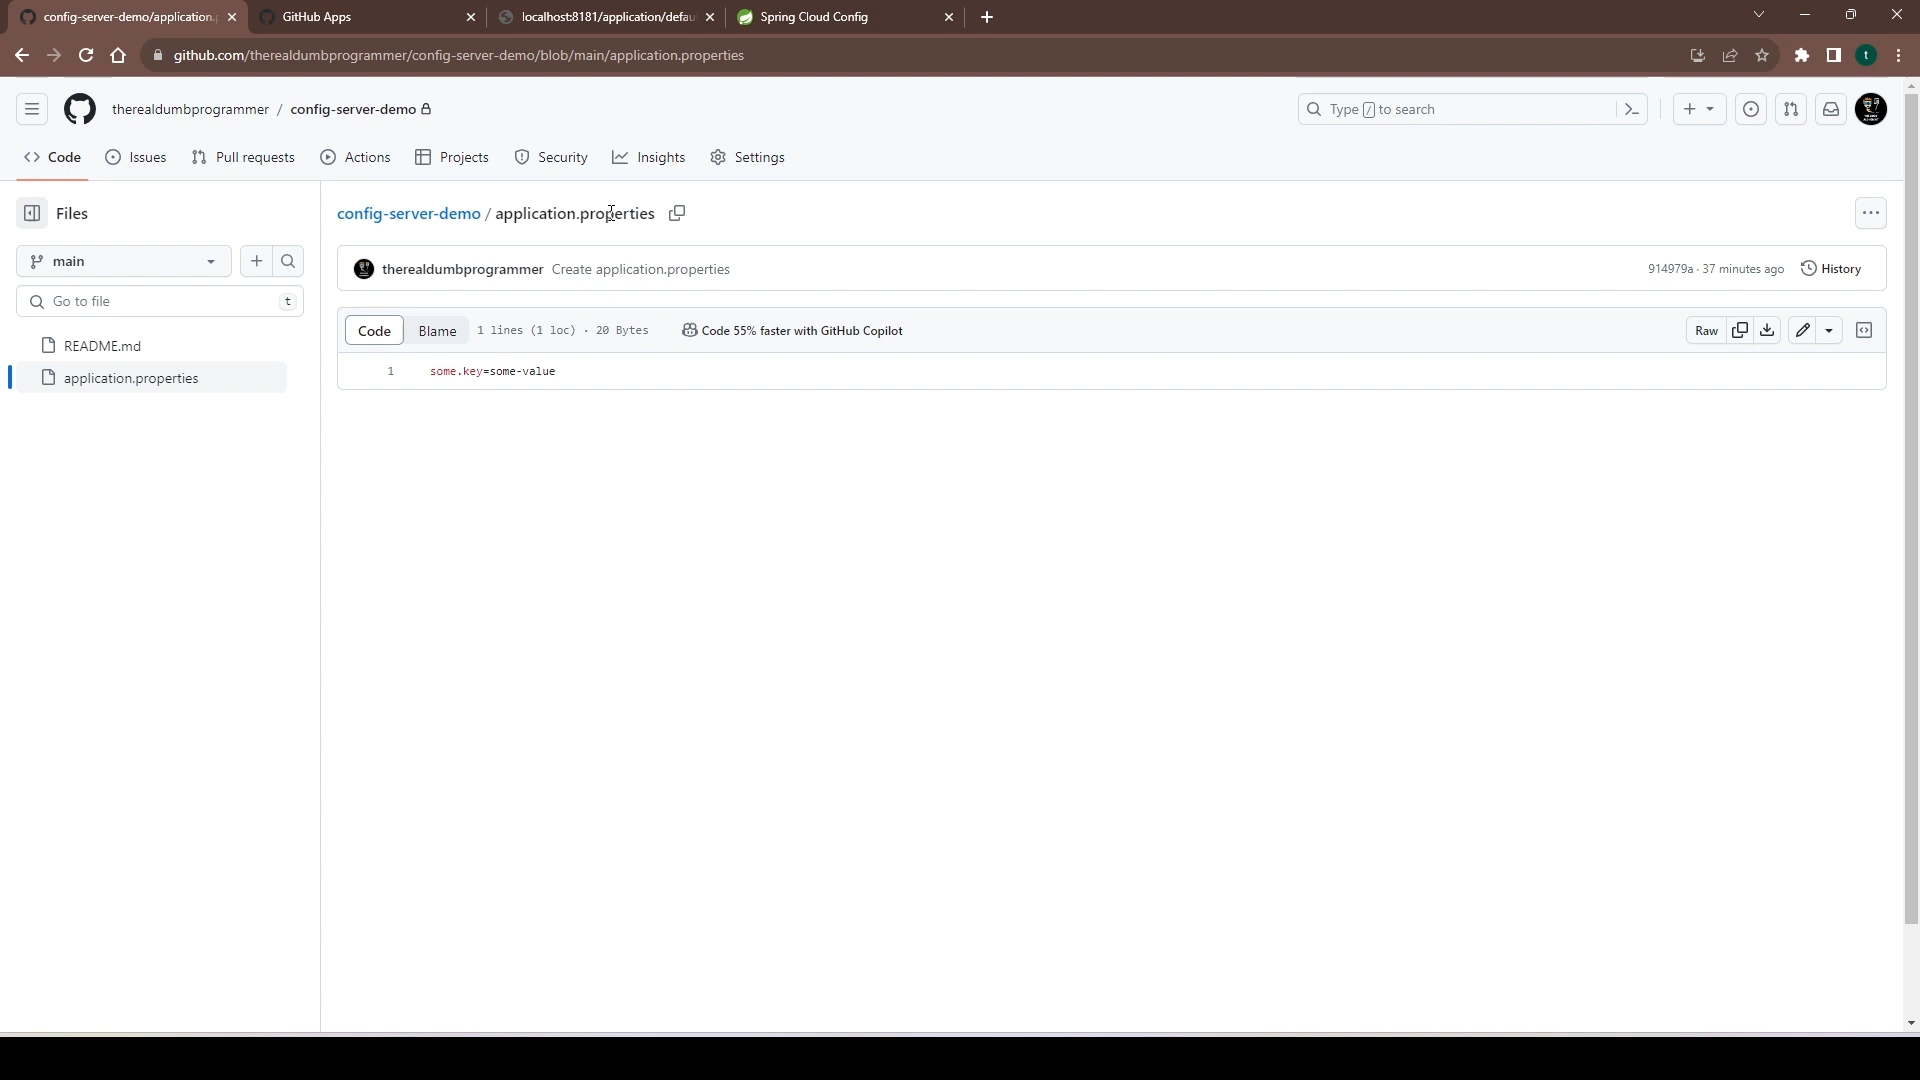 config-server-demo/application.p
GitHub Apps
localhost:8181/application/defau
Spring Cloud Config
github.com/therealdumbprogrammer/config-server-demo/blob/main/application.properties
t
therealdumbprogrammer / config-server-demo
Type / to search
Code
Issues
Pull requests
Actions
Projects
Security
Insights
Settings
Files
config-server-demo / application.properties
main
therealdumbprogrammer Create application.properties
914979a · 37 minutes ago
History
Go to file
t
Code
Blame
1 lines (1 loc) · 20 Bytes
Code 55% faster with GitHub Copilot
Raw
README.md
application.properties
1 some.key=some-value